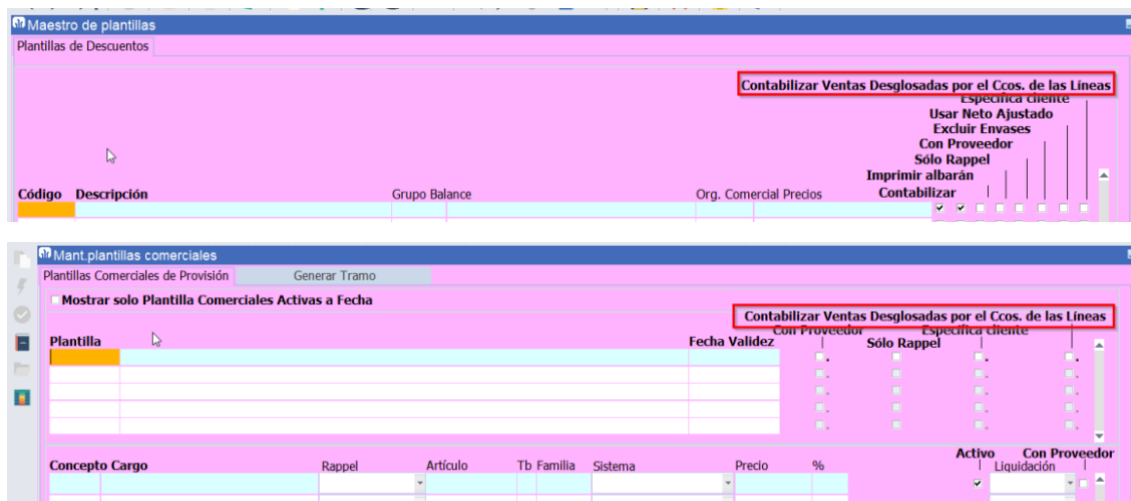 Maestro de plantillas
Plantillas de Descuentos
Contabilizar Ventas Desglosadas por el Ccos. de las Líneas
Especifica cliente
Usar Neto Ajustado
Excluir Envases
Con Proveedor
Sólo Rappel
Imprimir albarán
Código Descripción Grupo Balance Org. Comercial Precios Contabilizar
Mant.plantillas comerciales
Plantillas Comerciales de Provisión Generar Tramo
Mostrar solo Plantilla Comerciales Activas a Fecha
Contabilizar Ventas Desglosadas por el Ccos. de las Líneas
Con Proveedor Especifica cliente
Plantilla Fecha Validez Sólo Rappel
Activo Con Proveedor
Concepto Cargo Rappel Artículo Tb Familia Sistema Precio % Liquidación